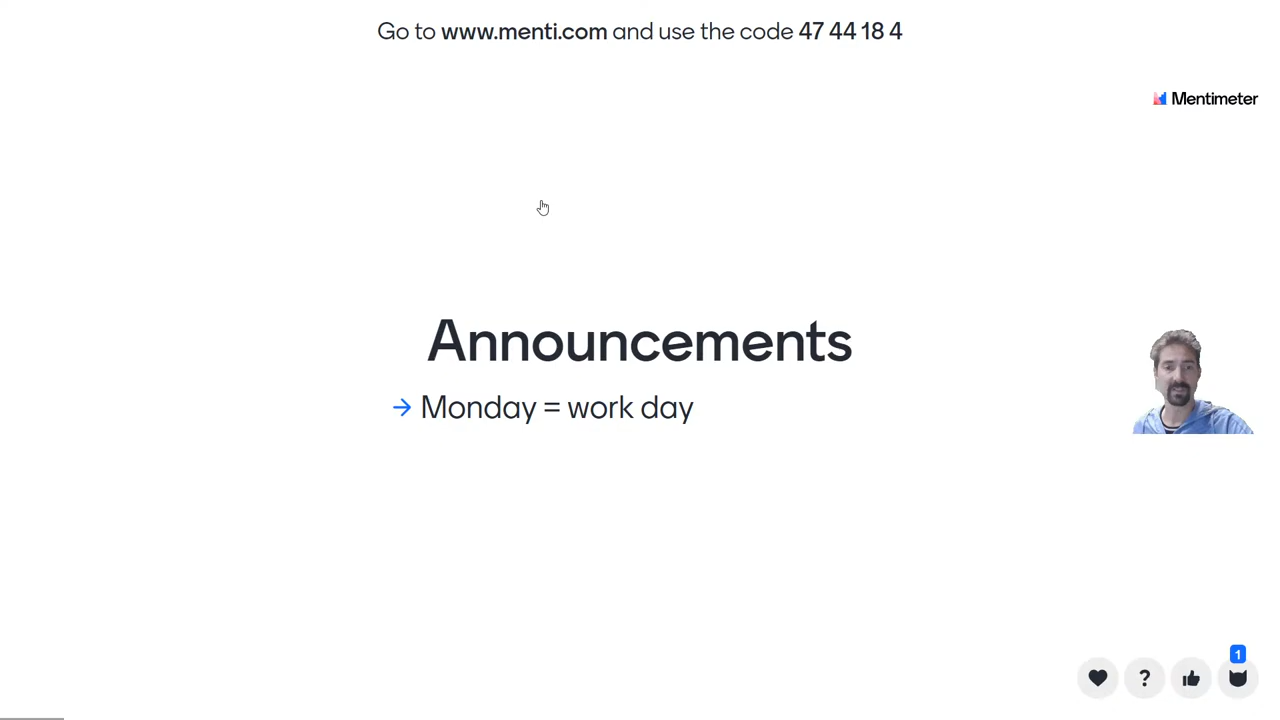 Go to www.menti.com and use the code 47 44 18 4
Mentimeter
Announcements
→ Monday = work day
1
?